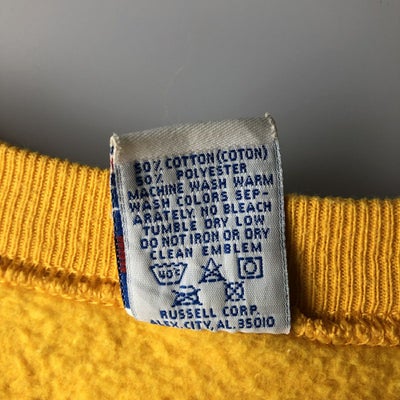 50% COTTON(COTON)
50% POLYESTER
MACHINE WASH WARM
WASH COLORS SEP-
ARATELY. NO BLEACH
TUMBLE DRY LOW
DO NOT IRON OR DRY
CLEAN EMBLEM
40°C
RUSSELL CORP.
ALEX. CITY, AL. 35010